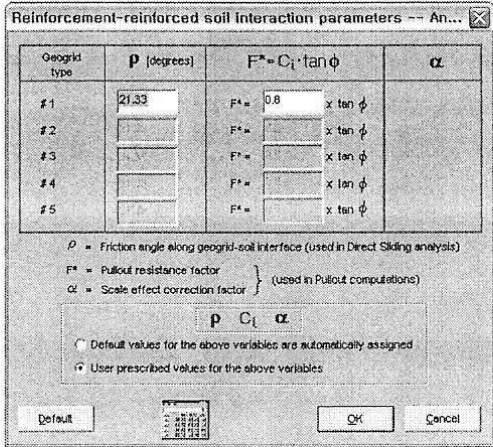 Reinforcement-reinforced soil interaction parameters -- An...
Geogrid type ρ [degrees] F*=Cᵢ·tanϕ α
#1 21.33 F* = 0.8 x tan ϕ
#2 F* = x tan ϕ
#3 F* = x tan ϕ
#4 F* = x tan ϕ
#5 F* = x tan ϕ
ρ = Friction angle along geogrid-soil interface (used in Direct Sliding analysis)
F* = Pullout resistance factor
α = Scale effect correction factor
(used in Pullout computations)
ρ Cᵢ α
Default values for the above variables are automatically assigned
User prescribed values for the above variables
Default OK Cancel